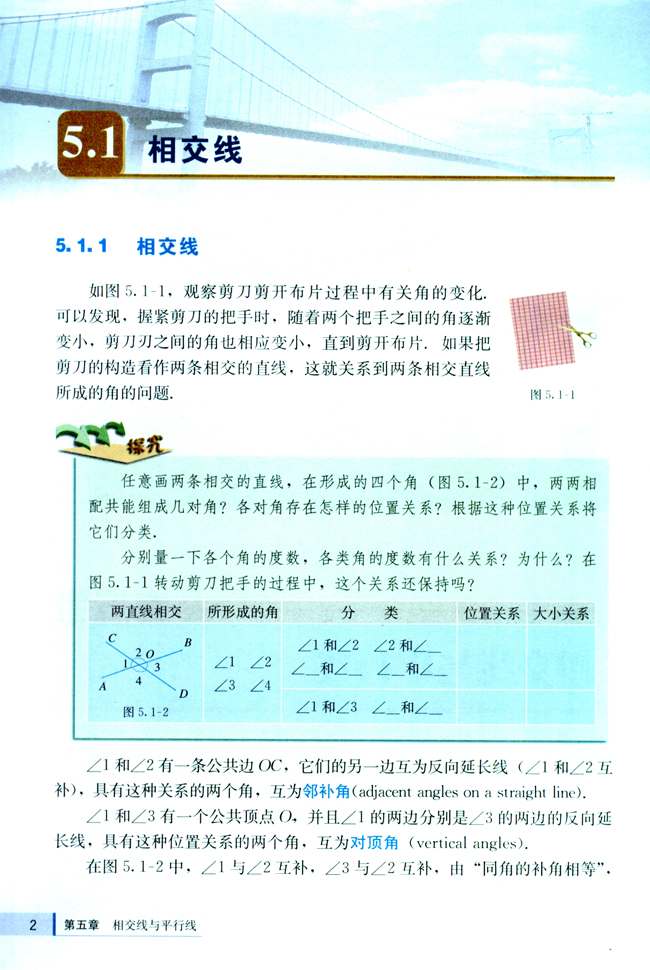 5.1 相交线
5.1.1 相交线
如图 5.1-1，观察剪刀剪开布片过程中有关角的变化.
可以发现，握紧剪刀的把手时，随着两个把手之间的角逐渐
变小，剪刀刃之间的角也相应变小，直到剪开布片. 如果把
剪刀的构造看作两条相交的直线，这就关系到两条相交直线
所成的角的问题.
图 5.1-1
探究
任意画两条相交的直线，在形成的四个角（图 5.1-2）中，两两相
配共能组成几对角？各对角存在怎样的位置关系？根据这种位置关系将
它们分类.
分别量一下各个角的度数，各类角的度数有什么关系？为什么？在
图 5.1-1 转动剪刀把手的过程中，这个关系还保持吗？
两直线相交 所形成的角 分 类 位置关系 大小关系
C
B
2 O
1 3
4
A
D
图 5.1-2
∠1 ∠2
∠3 ∠4
∠1 和∠2 ∠2 和∠__
∠__和∠__ ∠__和∠__
∠1 和∠3 ∠__和∠__
∠1 和∠2 有一条公共边 OC，它们的另一边互为反向延长线（∠1 和∠2 互
补），具有这种关系的两个角，互为邻补角(adjacent angles on a straight line).
∠1 和∠3 有一个公共顶点 O，并且∠1 的两边分别是∠3 的两边的反向延
长线，具有这种位置关系的两个角，互为对顶角（vertical angles）.
在图 5.1-2 中，∠1 与∠2 互补，∠3 与∠2 互补，由“同角的补角相等”，
2 第五章 相交线与平行线